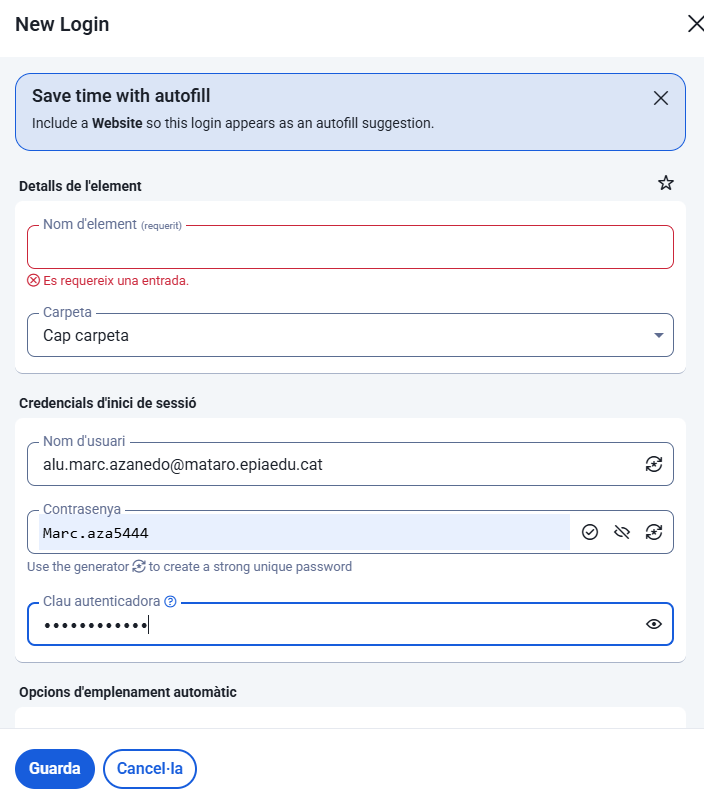 New Login
Save time with autofill
Include a Website so this login appears as an autofill suggestion.
Detalls de l'element
Nom d'element (requerit)
Es requereix una entrada.
Carpeta
Cap carpeta
Credencials d'inici de sessió
Nom d'usuari
alu.marc.azanedo@mataro.epiaedu.cat
Contrasenya
Marc.aza5444
Use the generator to create a strong unique password
Clau autenticadora
••••••••••••
Opcions d'emplenament automàtic
Guarda Cancel·la